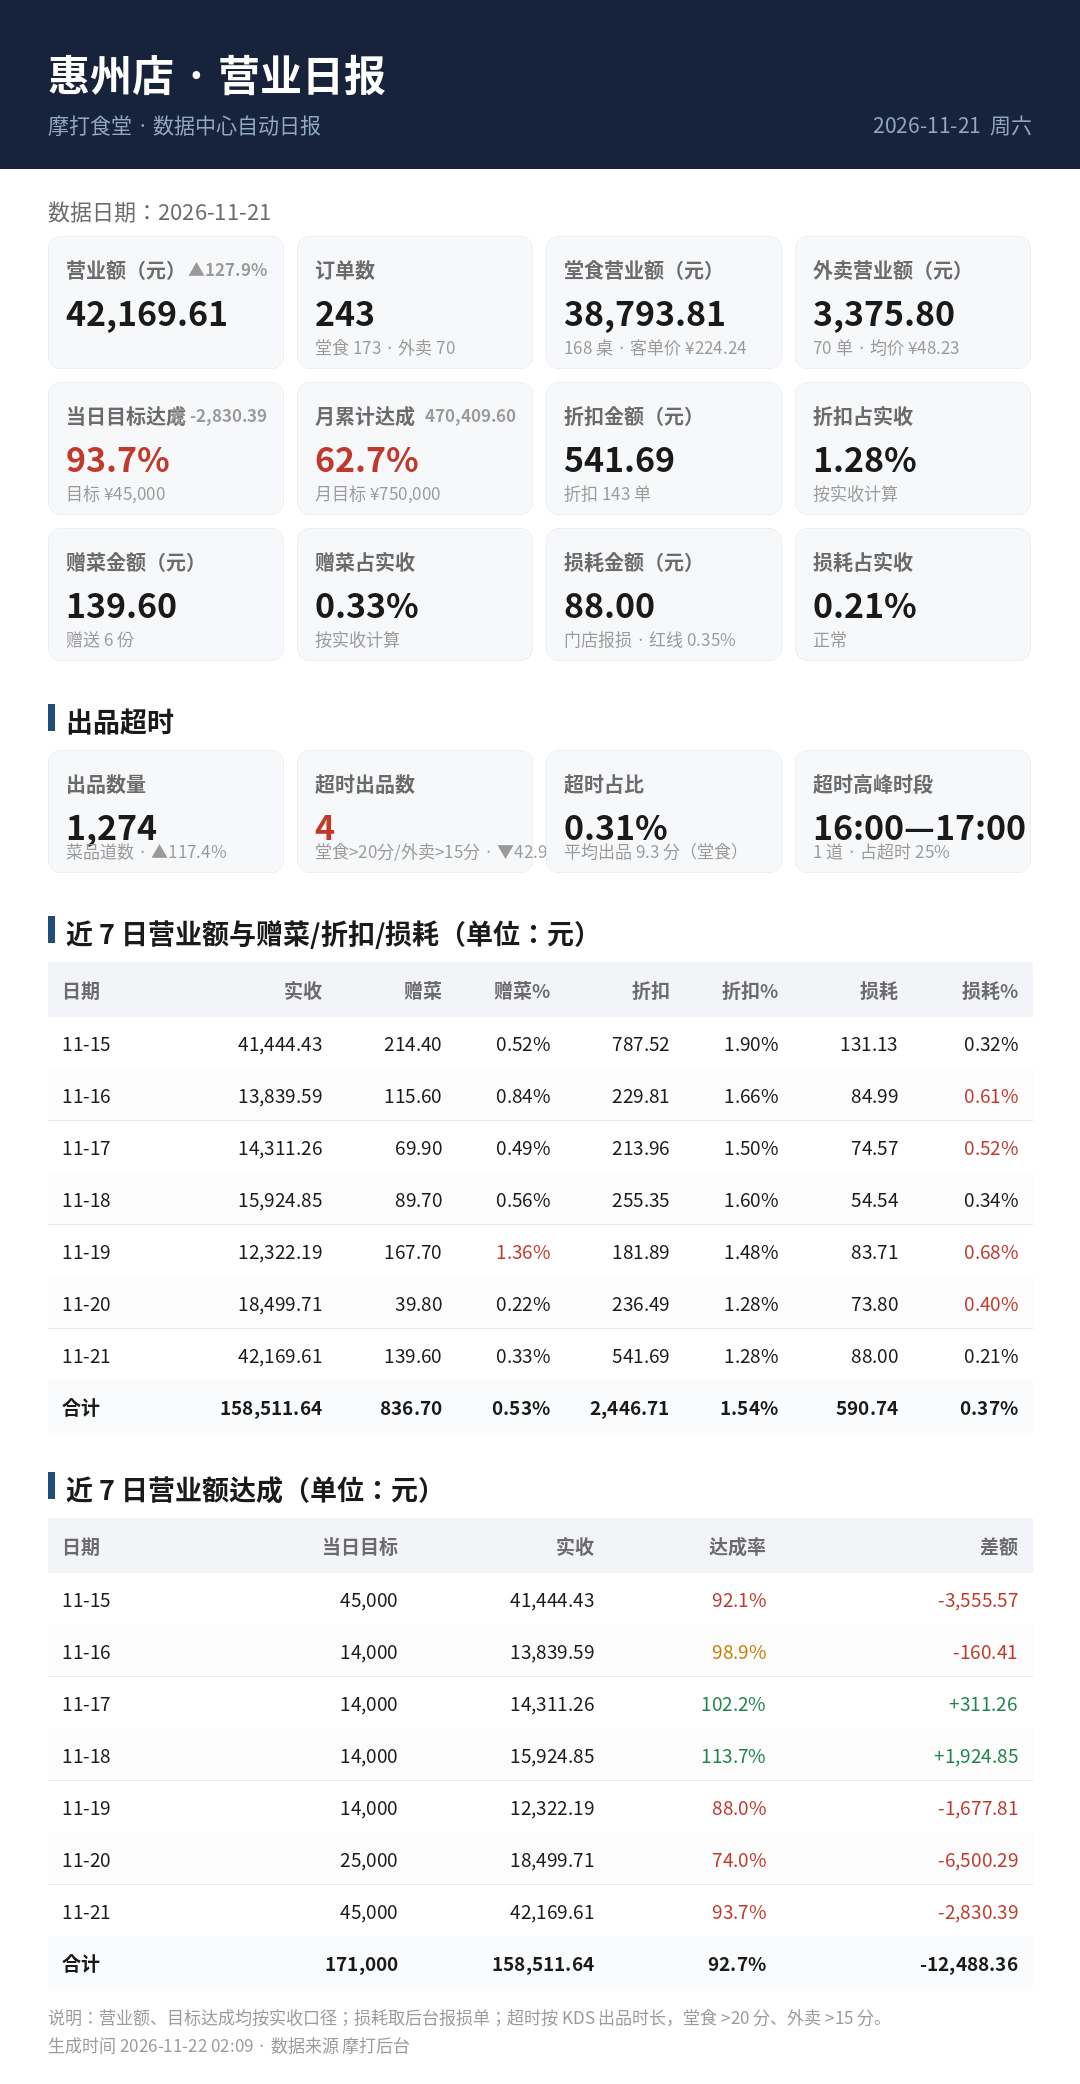 惠州店 · 营业日报
摩打食堂 · 数据中心自动日报 2026-11-21 周六
数据日期：2026-11-21
营业额（元） ▲127.9%
42,169.61
订单数
243
堂食 173 · 外卖 70
堂食营业额（元）
38,793.81
168 桌 · 客单价 ¥224.24
外卖营业额（元）
3,375.80
70 单 · 均价 ¥48.23
当日目标达成 -2,830.39
93.7%
目标 ¥45,000
月累计达成 470,409.60
62.7%
月目标 ¥750,000
折扣金额（元）
541.69
折扣 143 单
折扣占实收
1.28%
按实收计算
赠菜金额（元）
139.60
赠送 6 份
赠菜占实收
0.33%
按实收计算
损耗金额（元）
88.00
门店报损 · 红线 0.35%
损耗占实收
0.21%
正常
出品超时
出品数量
1,274
菜品道数 · ▲117.4%
超时出品数
4
堂食>20分/外卖>15分 · ▼42.9
超时占比
0.31%
平均出品 9.3 分（堂食）
超时高峰时段
16:00—17:00
1 道 · 占超时 25%
近 7 日营业额与赠菜/折扣/损耗（单位：元）
日期 实收 赠菜 赠菜% 折扣 折扣% 损耗 损耗%
11-15 41,444.43 214.40 0.52% 787.52 1.90% 131.13 0.32%
11-16 13,839.59 115.60 0.84% 229.81 1.66% 84.99 0.61%
11-17 14,311.26 69.90 0.49% 213.96 1.50% 74.57 0.52%
11-18 15,924.85 89.70 0.56% 255.35 1.60% 54.54 0.34%
11-19 12,322.19 167.70 1.36% 181.89 1.48% 83.71 0.68%
11-20 18,499.71 39.80 0.22% 236.49 1.28% 73.80 0.40%
11-21 42,169.61 139.60 0.33% 541.69 1.28% 88.00 0.21%
合计 158,511.64 836.70 0.53% 2,446.71 1.54% 590.74 0.37%
近 7 日营业额达成（单位：元）
日期 当日目标 实收 达成率 差额
11-15 45,000 41,444.43 92.1% -3,555.57
11-16 14,000 13,839.59 98.9% -160.41
11-17 14,000 14,311.26 102.2% +311.26
11-18 14,000 15,924.85 113.7% +1,924.85
11-19 14,000 12,322.19 88.0% -1,677.81
11-20 25,000 18,499.71 74.0% -6,500.29
11-21 45,000 42,169.61 93.7% -2,830.39
合计 171,000 158,511.64 92.7% -12,488.36
说明：营业额、目标达成均按实收口径；损耗取后台报损单；超时按 KDS 出品时长，堂食 >20 分、外卖 >15 分。
生成时间 2026-11-22 02:09 · 数据来源 摩打后台